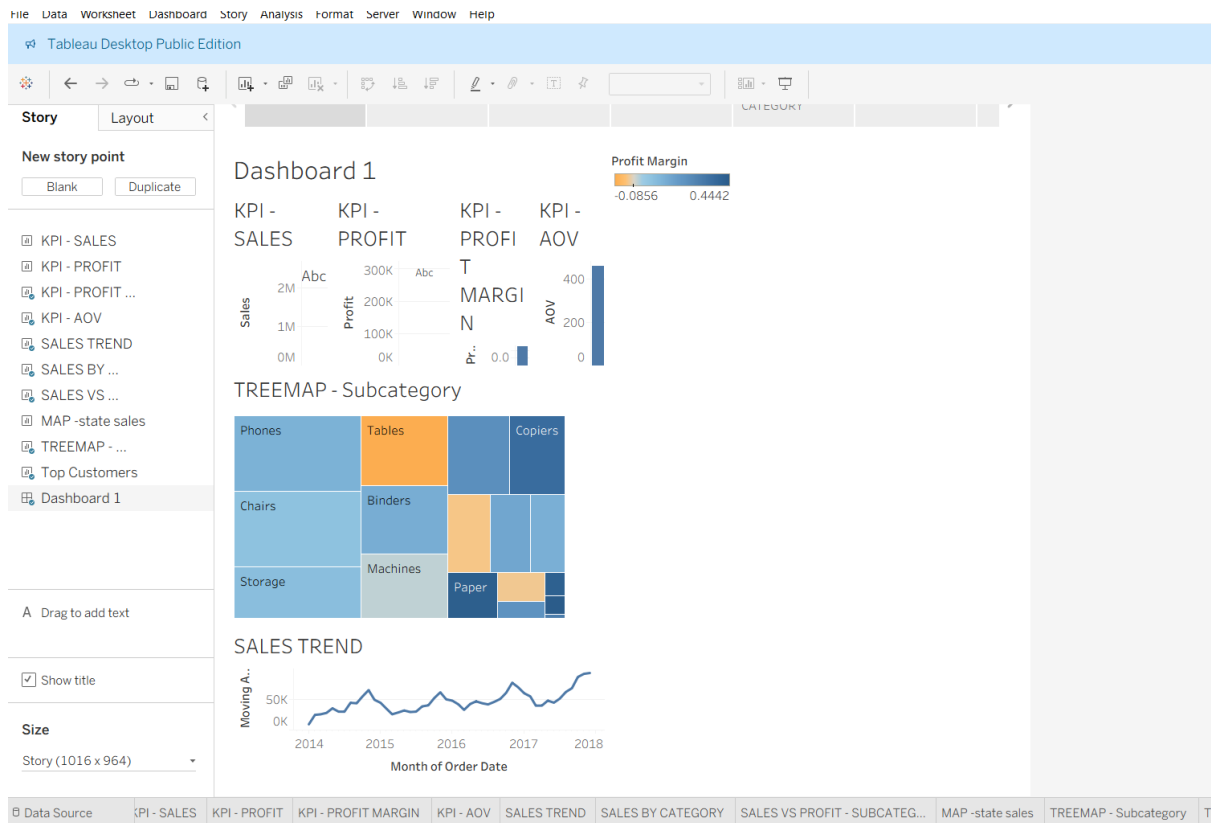 File Data Worksheet Dashboard Story Analysis Format Server Window Help
Tableau Desktop Public Edition
Story Layout
CATEGORY
New story point
Blank Duplicate
KPI - SALES
KPI - PROFIT
KPI - PROFIT ...
KPI - AOV
SALES TREND
SALES BY ...
SALES VS ...
MAP -state sales
TREEMAP - ...
Top Customers
Dashboard 1
A Drag to add text
Show title
Size
Story (1016 x 964)
Dashboard 1
Profit Margin
-0.0856 0.4442
KPI -
SALES
Abc
Sales
2M
1M
0M
KPI -
PROFIT
Abc
Profit
300K
200K
100K
0K
KPI -
PROFI
T
MARGI
N
Pr..
0.0
KPI -
AOV
AOV
400
200
0
TREEMAP - Subcategory
Phones
Tables
Copiers
Chairs
Binders
Storage
Machines
Paper
SALES TREND
Moving A..
50K
0K
2014 2015 2016 2017 2018
Month of Order Date
Data Source KPI - SALES KPI - PROFIT KPI - PROFIT MARGIN KPI - AOV SALES TREND SALES BY CATEGORY SALES VS PROFIT - SUBCATEG... MAP -state sales TREEMAP - Subcategory T